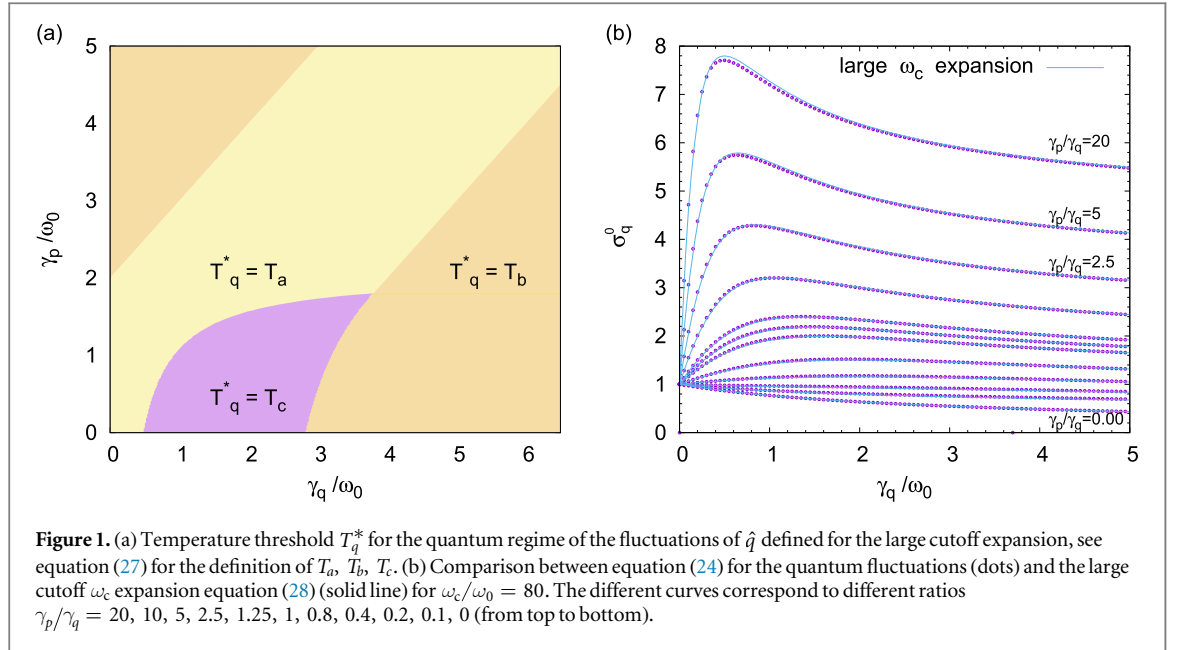 (a)
5
4
3
2
1
0
γp/ω0
T*q = Ta
T*q = Tb
T*q = Tc
0 1 2 3 4 5 6
γq/ω0
(b)
8
7
6
5
4
3
2
1
0
σ⁰q
large ωc expansion
γp/γq=20
γp/γq=5
γp/γq=2.5
γp/γq=0.00
0 1 2 3 4 5
γq/ω0
Figure 1. (a) Temperature threshold T*q for the quantum regime of the fluctuations of q̂ defined for the large cutoff expansion, see
equation (27) for the definition of Ta, Tb, Tc. (b) Comparison between equation (24) for the quantum fluctuations (dots) and the large
cutoff ωc expansion equation (28) (solid line) for ωc/ω0 = 80. The different curves correspond to different ratios
γp/γq = 20, 10, 5, 2.5, 1.25, 1, 0.8, 0.4, 0.2, 0.1, 0 (from top to bottom).